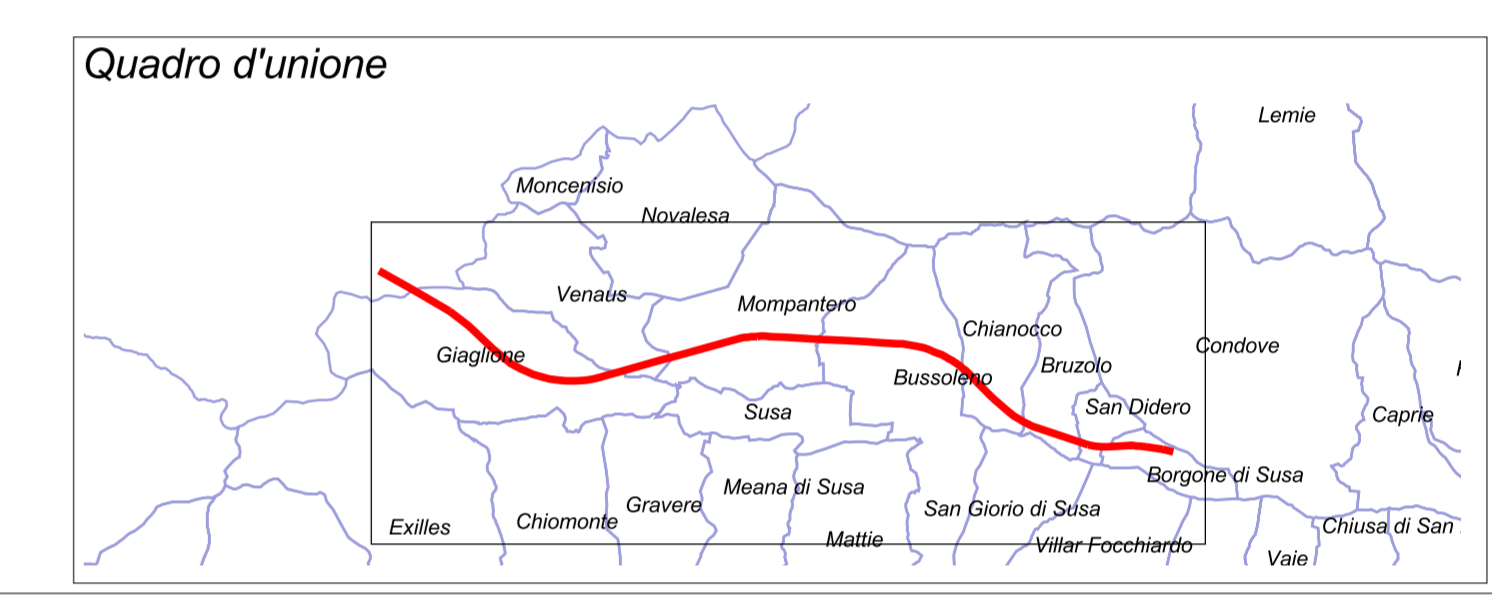 Quadro d'unione
Lemie
Moncenisio
Novalesa
Venaus
Mompantero
Chianocco
Condove
Giaglione
Bruzolo
Bussoleno
San Didero
Susa
Caprie
Borgone di Susa
Meana di Susa
Gravere
San Giorio di Susa
Chiomonte
Exilles
Chiusa di San
Mattie
Villar Focchiardo
Vaie